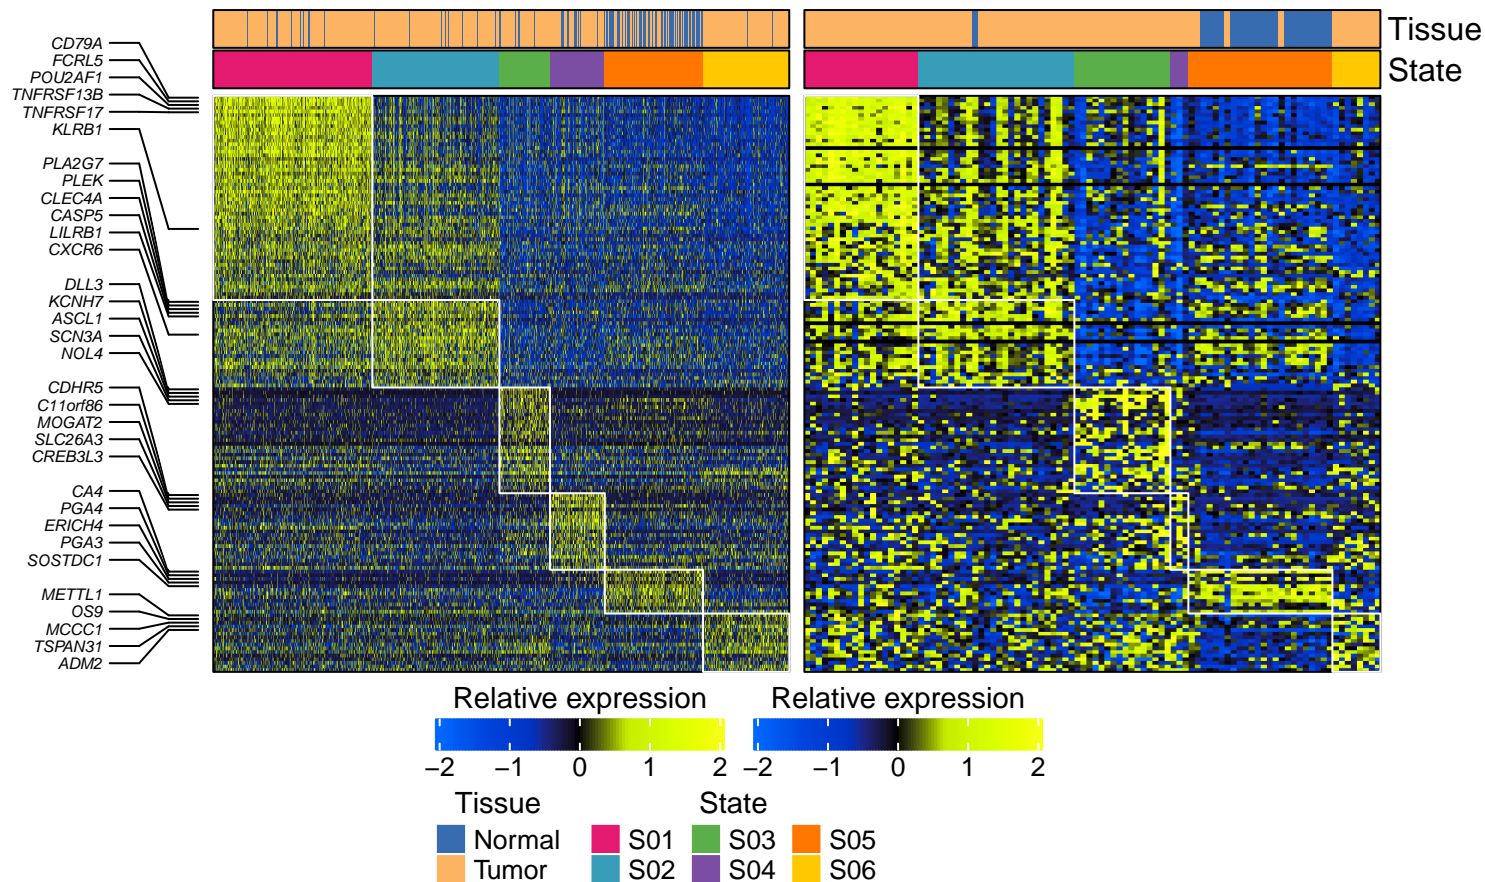 Tissue
State
CD79A
FCRL5
POU2AF1
TNFRSF13B
TNFRSF17
KLRB1
PLA2G7
PLEK
CLEC4A
CASP5
LILRB1
CXCR6
DLL3
KCNH7
ASCL1
SCN3A
NOL4
CDHR5
C11orf86
MOGAT2
SLC26A3
CREB3L3
CA4
PGA4
ERICH4
PGA3
SOSTDC1
METTL1
OS9
MCCC1
TSPAN31
ADM2
Relative expression Relative expression
−2 −1 0 1 2 −2 −1 0 1 2
Tissue State
Normal S01 S03 S05
Tumor S02 S04 S06